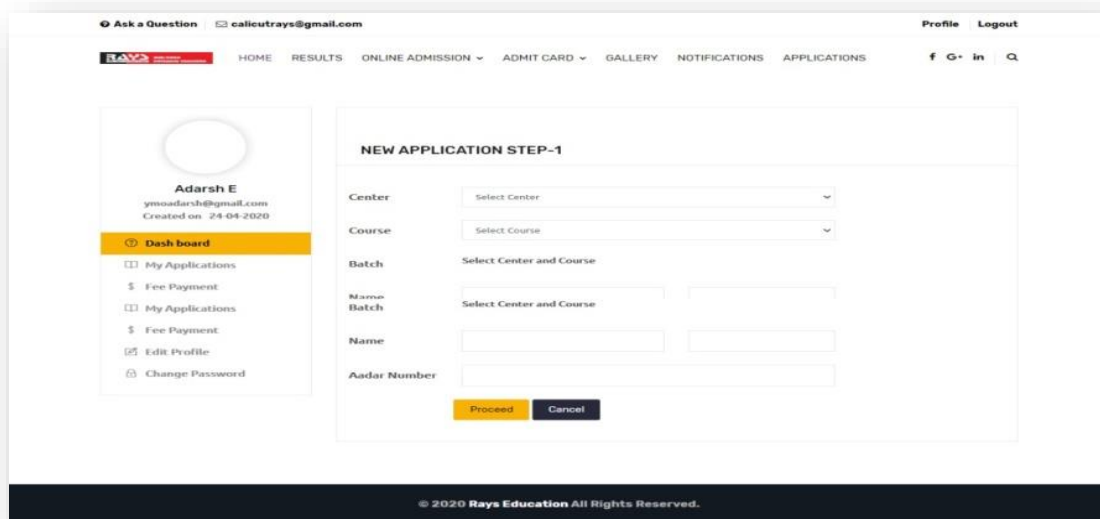 Ask a Question calicutrays@gmail.com Profile Logout
RAYS HOME RESULTS ONLINE ADMISSION ADMIT CARD GALLERY NOTIFICATIONS APPLICATIONS f G+ in
NEW APPLICATION STEP-1
Adarsh E
ymoadarsh@gmail.com
Created on 24-04-2020
Dash board
My Applications
$ Fee Payment
My Applications
$ Fee Payment
Edit Profile
Change Password
Center Select Center
Course Select Course
Batch Select Center and Course
Name
Batch Select Center and Course
Name
Aadar Number
Proceed Cancel
© 2020 Rays Education All Rights Reserved.